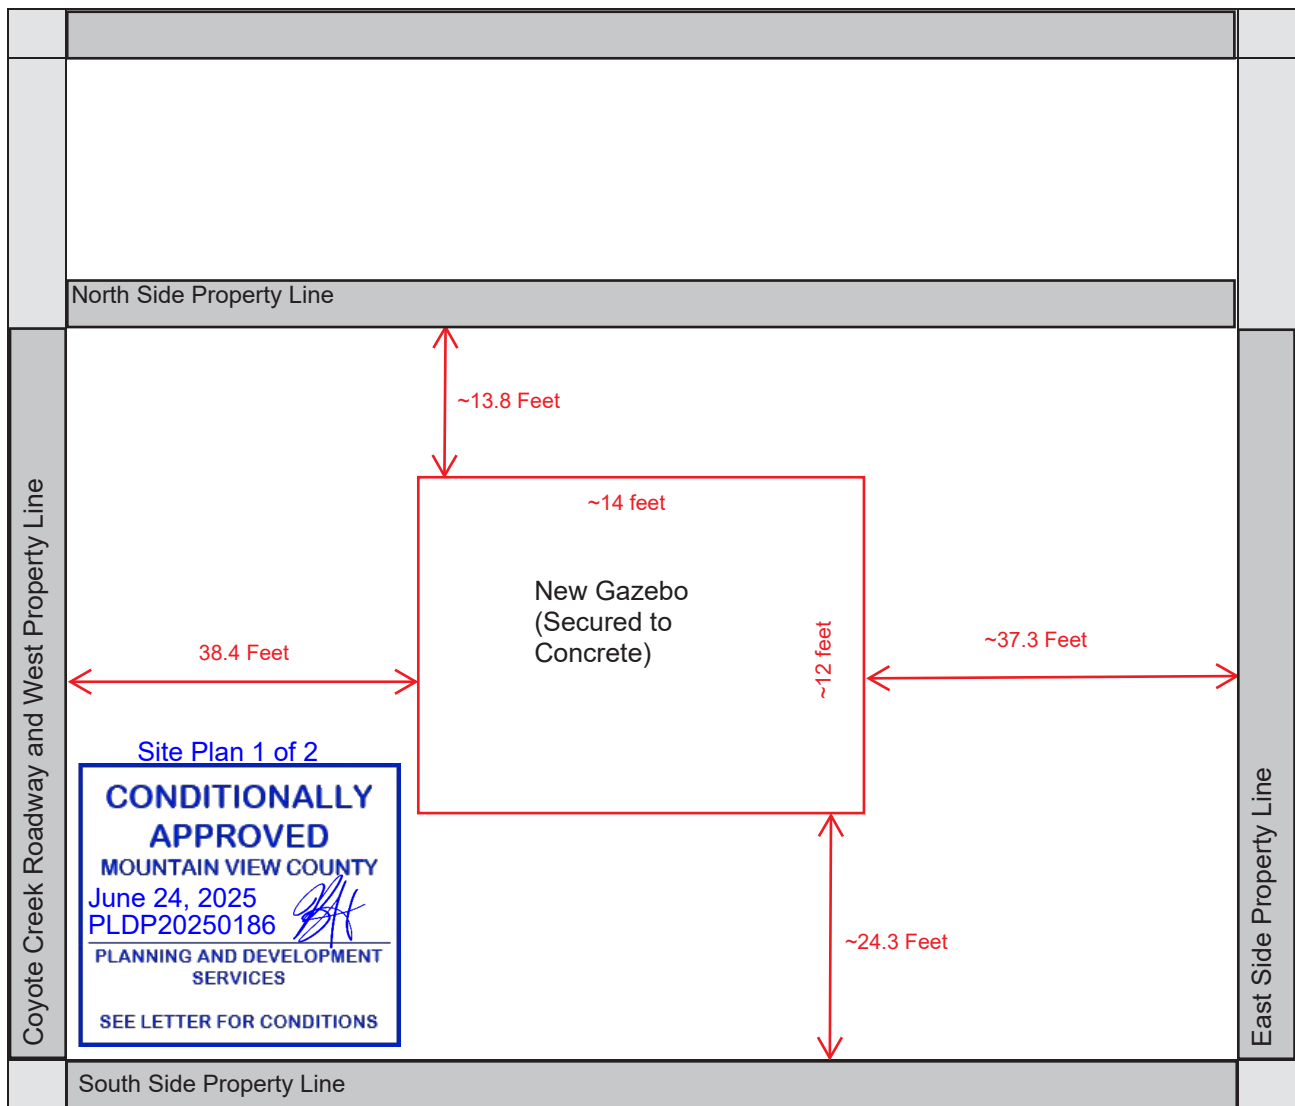 North Side Property Line
~13.8 Feet
~14 feet
New Gazebo
(Secured to
Concrete)
~12 feet
38.4 Feet
~37.3 Feet
Coyote Creek Roadway and West Property Line
East Side Property Line
Site Plan 1 of 2
CONDITIONALLY
APPROVED
MOUNTAIN VIEW COUNTY
June 24, 2025
PLDP20250186
PLANNING AND DEVELOPMENT
SERVICES
SEE LETTER FOR CONDITIONS
~24.3 Feet
South Side Property Line